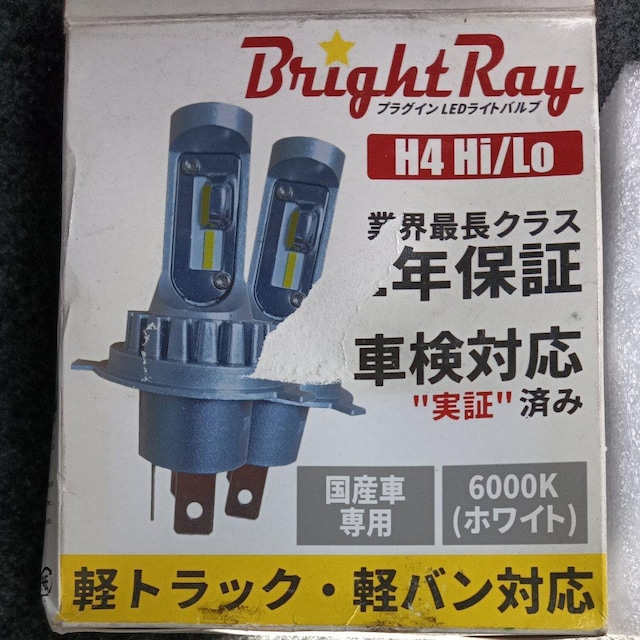 BrightRay
プラグイン LEDライトバルブ
H4 Hi/Lo
業界最長クラス
年保証
車検対応
"実証" 済み
国産車
専用
6000K
(ホワイト)
軽トラック・軽バン対応